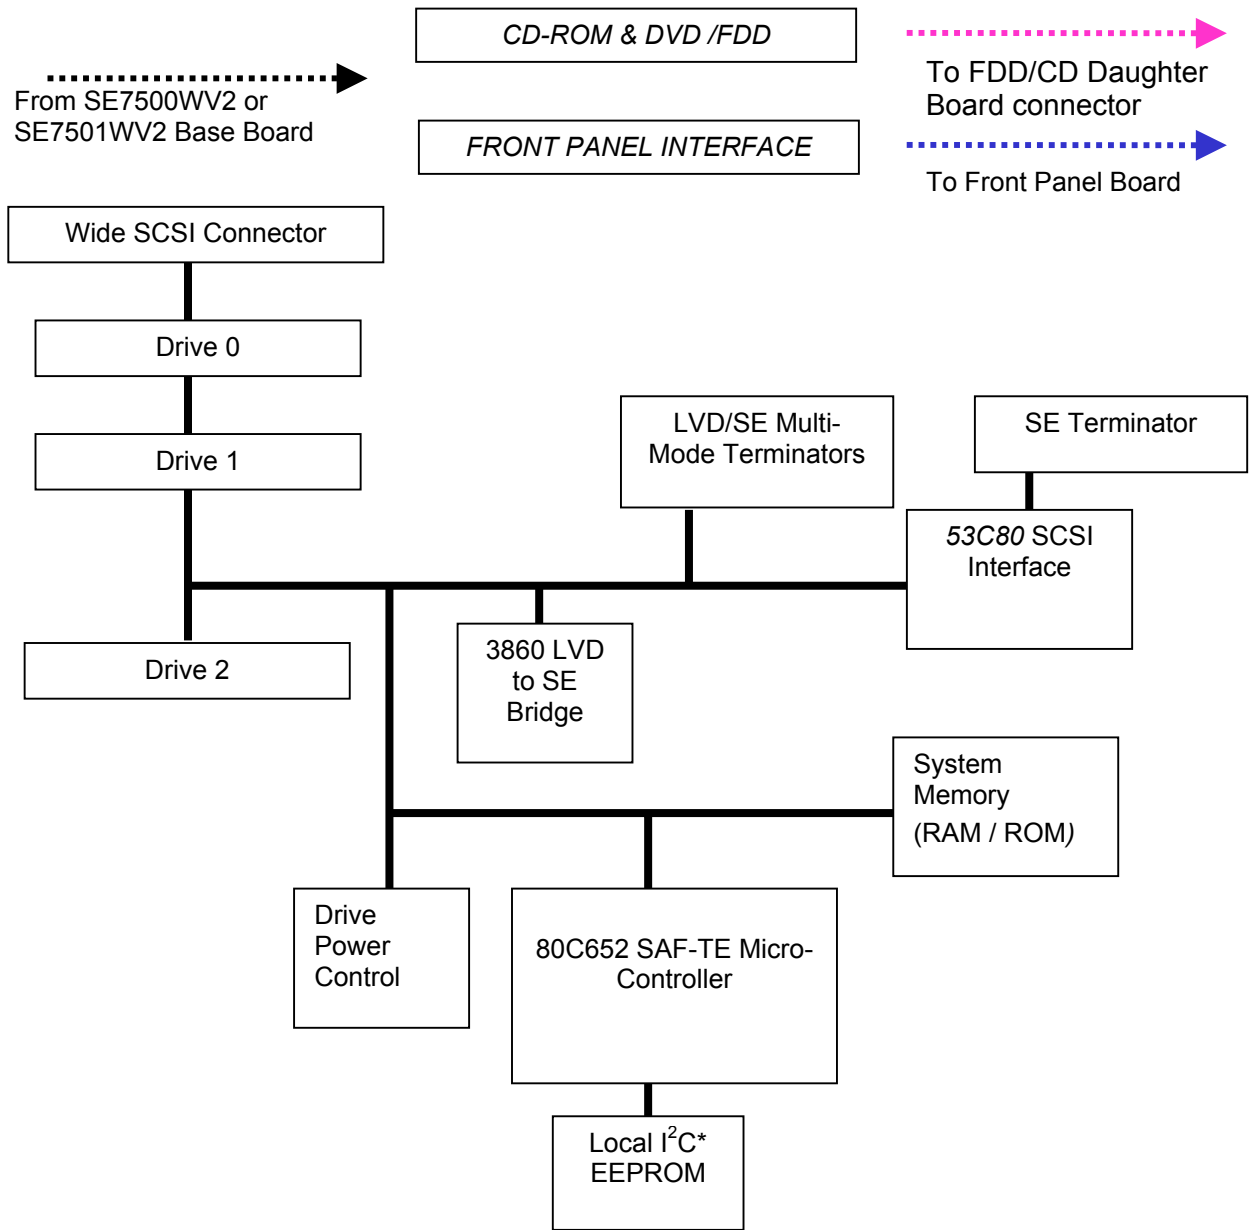 CD-ROM & DVD /FDD
From SE7500WV2 or
SE7501WV2 Base Board
To FDD/CD Daughter
Board connector
FRONT PANEL INTERFACE
To Front Panel Board
Wide SCSI Connector
Drive 0
Drive 1
LVD/SE Multi-
Mode Terminators
SE Terminator
53C80 SCSI
Interface
Drive 2
3860 LVD
to SE
Bridge
System
Memory
(RAM / ROM)
Drive
Power
Control
80C652 SAF-TE Micro-
Controller
Local I²C*
EEPROM